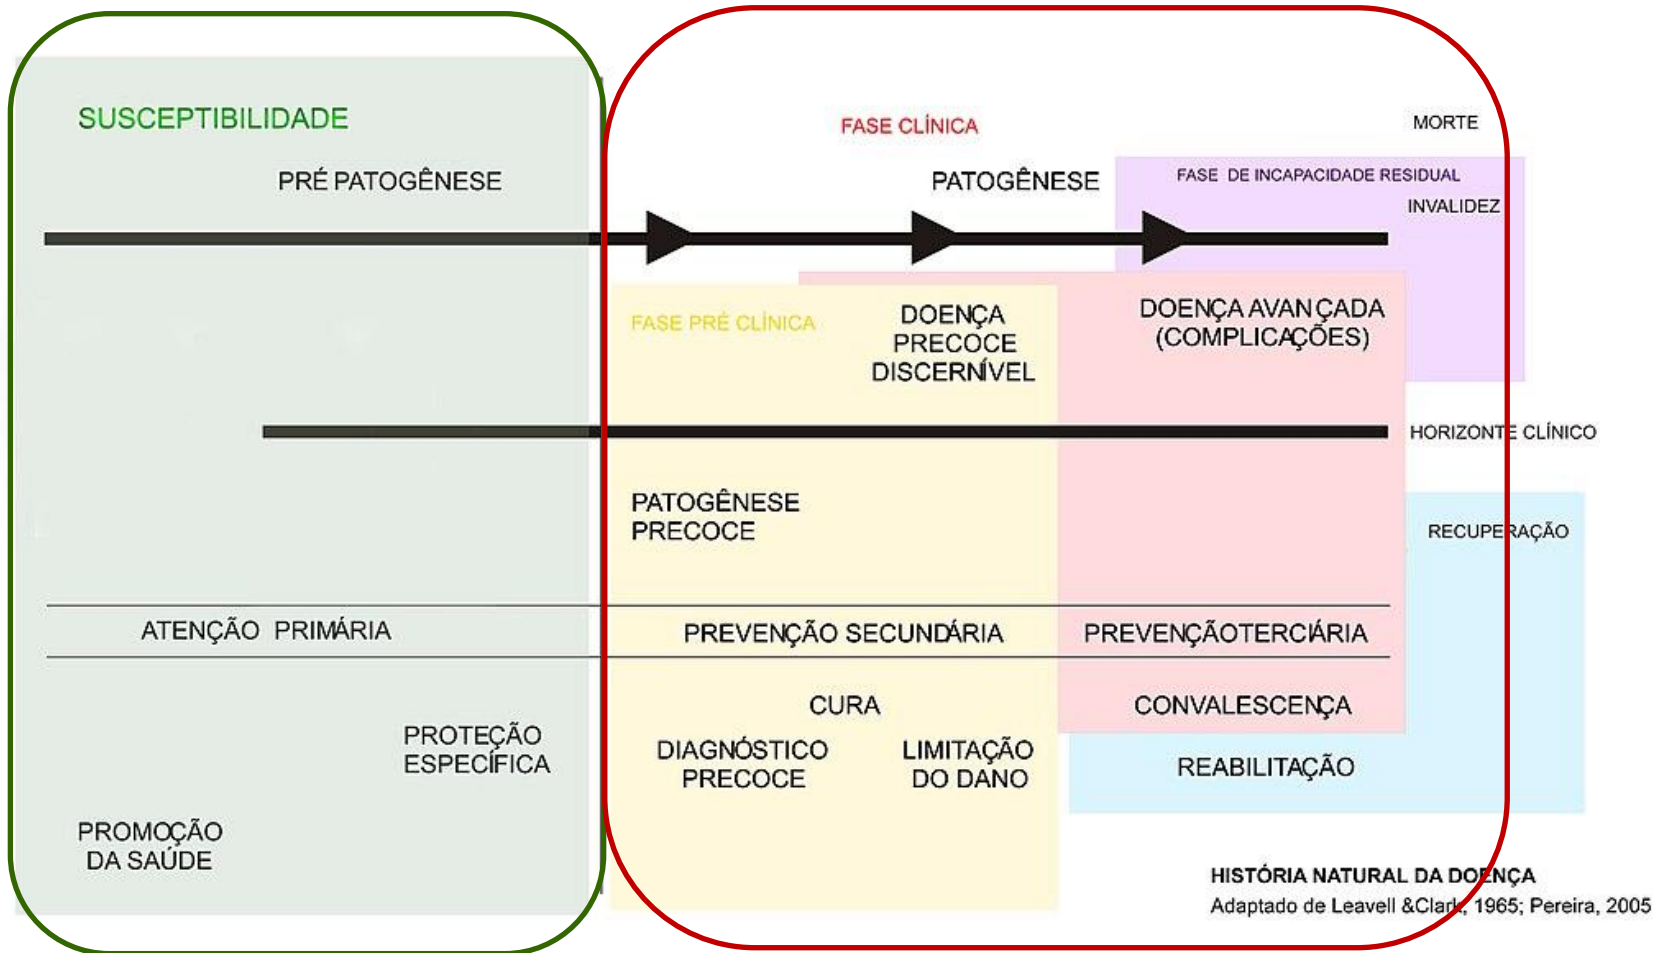 SUSCEPTIBILIDADE
FASE CLÍNICA
MORTE
PRÉ PATOGÊNESE
PATOGÊNESE
FASE DE INCAPACIDADE RESIDUAL
INVALIDEZ
FASE PRÉ CLÍNICA
DOENÇA
PRECOCE
DISCERNÍVEL
DOENÇA AVANÇADA
(COMPLICAÇÕES)
HORIZONTE CLÍNICO
PATOGÊNESE
PRECOCE
RECUPERAÇÃO
ATENÇÃO PRIMÁRIA
PREVENÇÃO SECUNDÁRIA
PREVENÇÃOTERCIÁRIA
CURA
CONVALESCENÇA
PROTEÇÃO
ESPECÍFICA
DIAGNÓSTICO
PRECOCE
LIMITAÇÃO
DO DANO
REABILITAÇÃO
PROMOÇÃO
DA SAÚDE
HISTÓRIA NATURAL DA DOENÇA
Adaptado de Leavell &Clark, 1965; Pereira, 2005